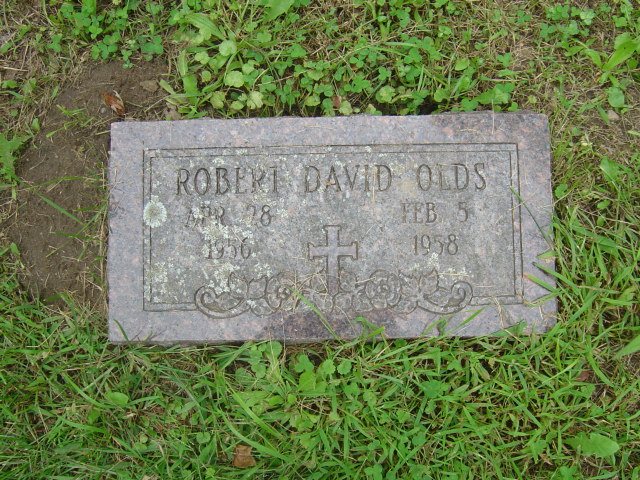 ROBERT DAVID OLDS
APR 28 FEB 5
1956 1958